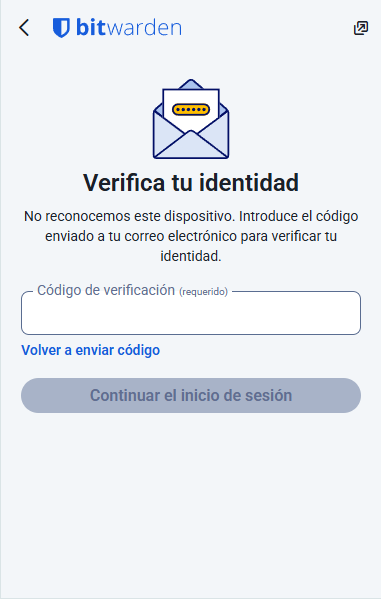 bitwarden
Verifica tu identidad
No reconocemos este dispositivo. Introduce el código
enviado a tu correo electrónico para verificar tu
identidad.
Código de verificación (requerido)
Volver a enviar código
Continuar el inicio de sesión